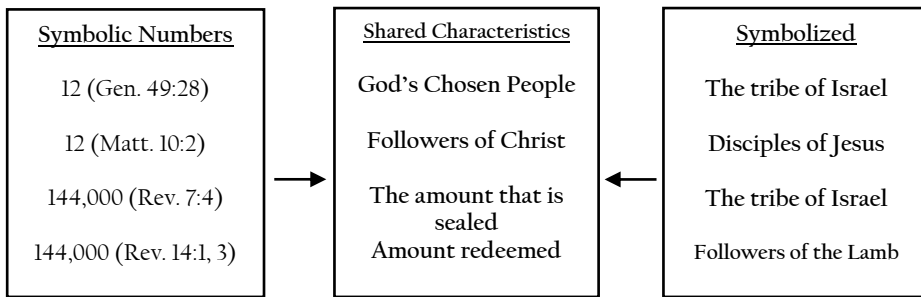 Symbolic Numbers
12 (Gen. 49:28)
12 (Matt. 10:2)
144,000 (Rev. 7:4)
144,000 (Rev. 14:1, 3)
Shared Characteristics
God's Chosen People
Followers of Christ
The amount that is
sealed
Amount redeemed
Symbolized
The tribe of Israel
Disciples of Jesus
The tribe of Israel
Followers of the Lamb